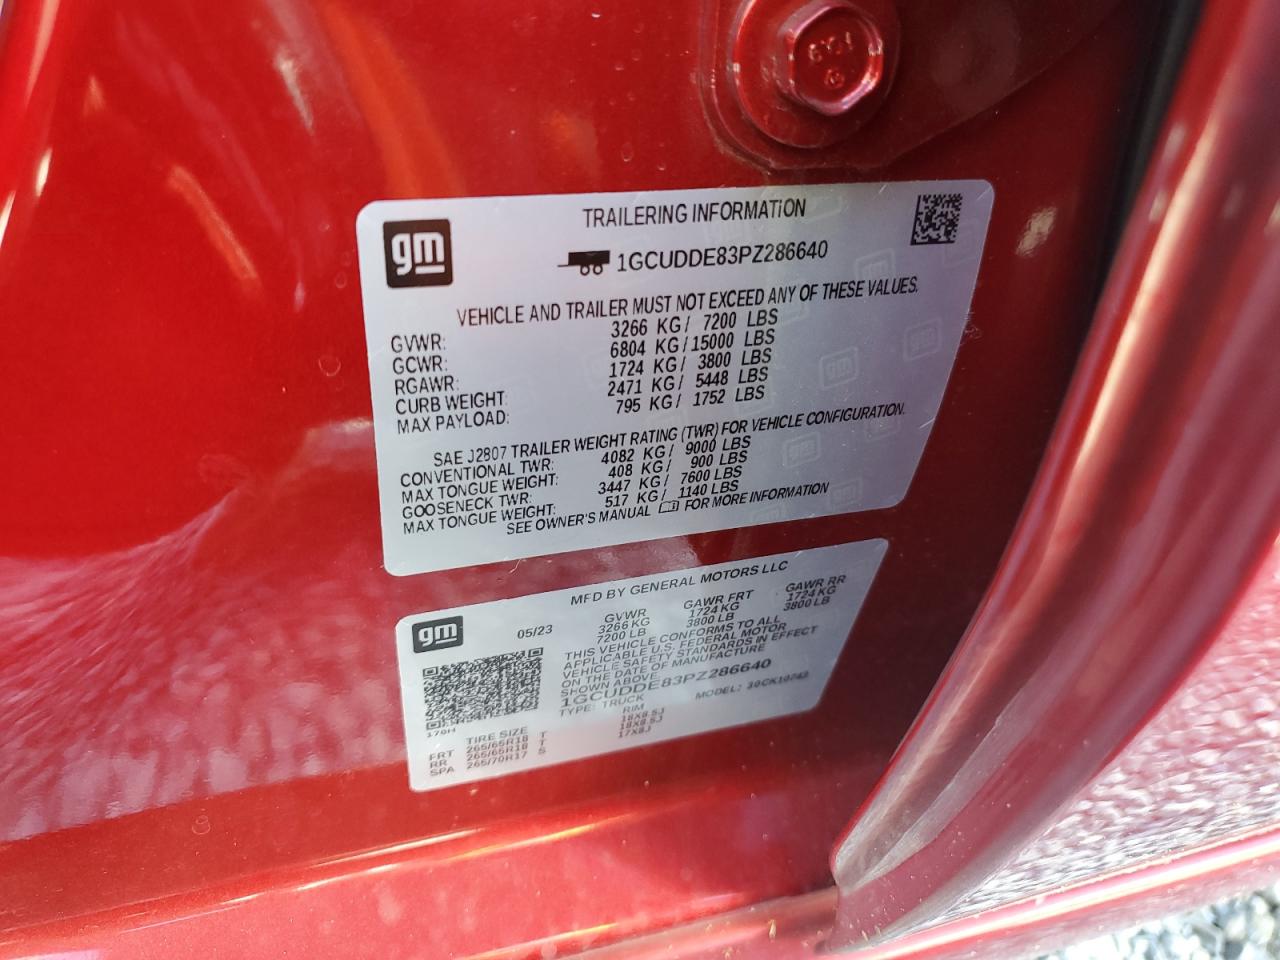 gm
TRAILERING INFORMATION
1GCUDDE83PZ286640
VEHICLE AND TRAILER MUST NOT EXCEED ANY OF THESE VALUES.
GVWR: 3266 KG/ 7200 LBS
GCWR: 6804 KG/15000 LBS
RGAWR: 1724 KG/ 3800 LBS
CURB WEIGHT: 2471 KG/ 5448 LBS
MAX PAYLOAD: 795 KG/ 1752 LBS
SAE J2807 TRAILER WEIGHT RATING (TWR) FOR VEHICLE CONFIGURATION.
CONVENTIONAL TWR: 4082 KG/ 9000 LBS
MAX TONGUE WEIGHT: 408 KG/ 900 LBS
GOOSENECK TWR: 3447 KG/ 7600 LBS
MAX TONGUE WEIGHT: 517 KG/ 1140 LBS
SEE OWNER'S MANUAL FOR MORE INFORMATION
gm
MFD BY GENERAL MOTORS LLC
05/23
GVWR GAWR FRT GAWR RR
3266 KG 1724 KG 1724 KG
7200 LB 3800 LB 3800 LB
THIS VEHICLE CONFORMS TO ALL
APPLICABLE U.S. FEDERAL MOTOR
VEHICLE SAFETY STANDARDS IN EFFECT
ON THE DATE OF MANUFACTURE
SHOWN ABOVE.
1GCUDDE83PZ286640
TYPE: TRUCK MODEL:
170H
TIRE SIZE RIM
FRT 265/65R18 T 18X8.5J
RR 265/65R18 T 18X8.5J
SPA 265/70R17 S 17X8J